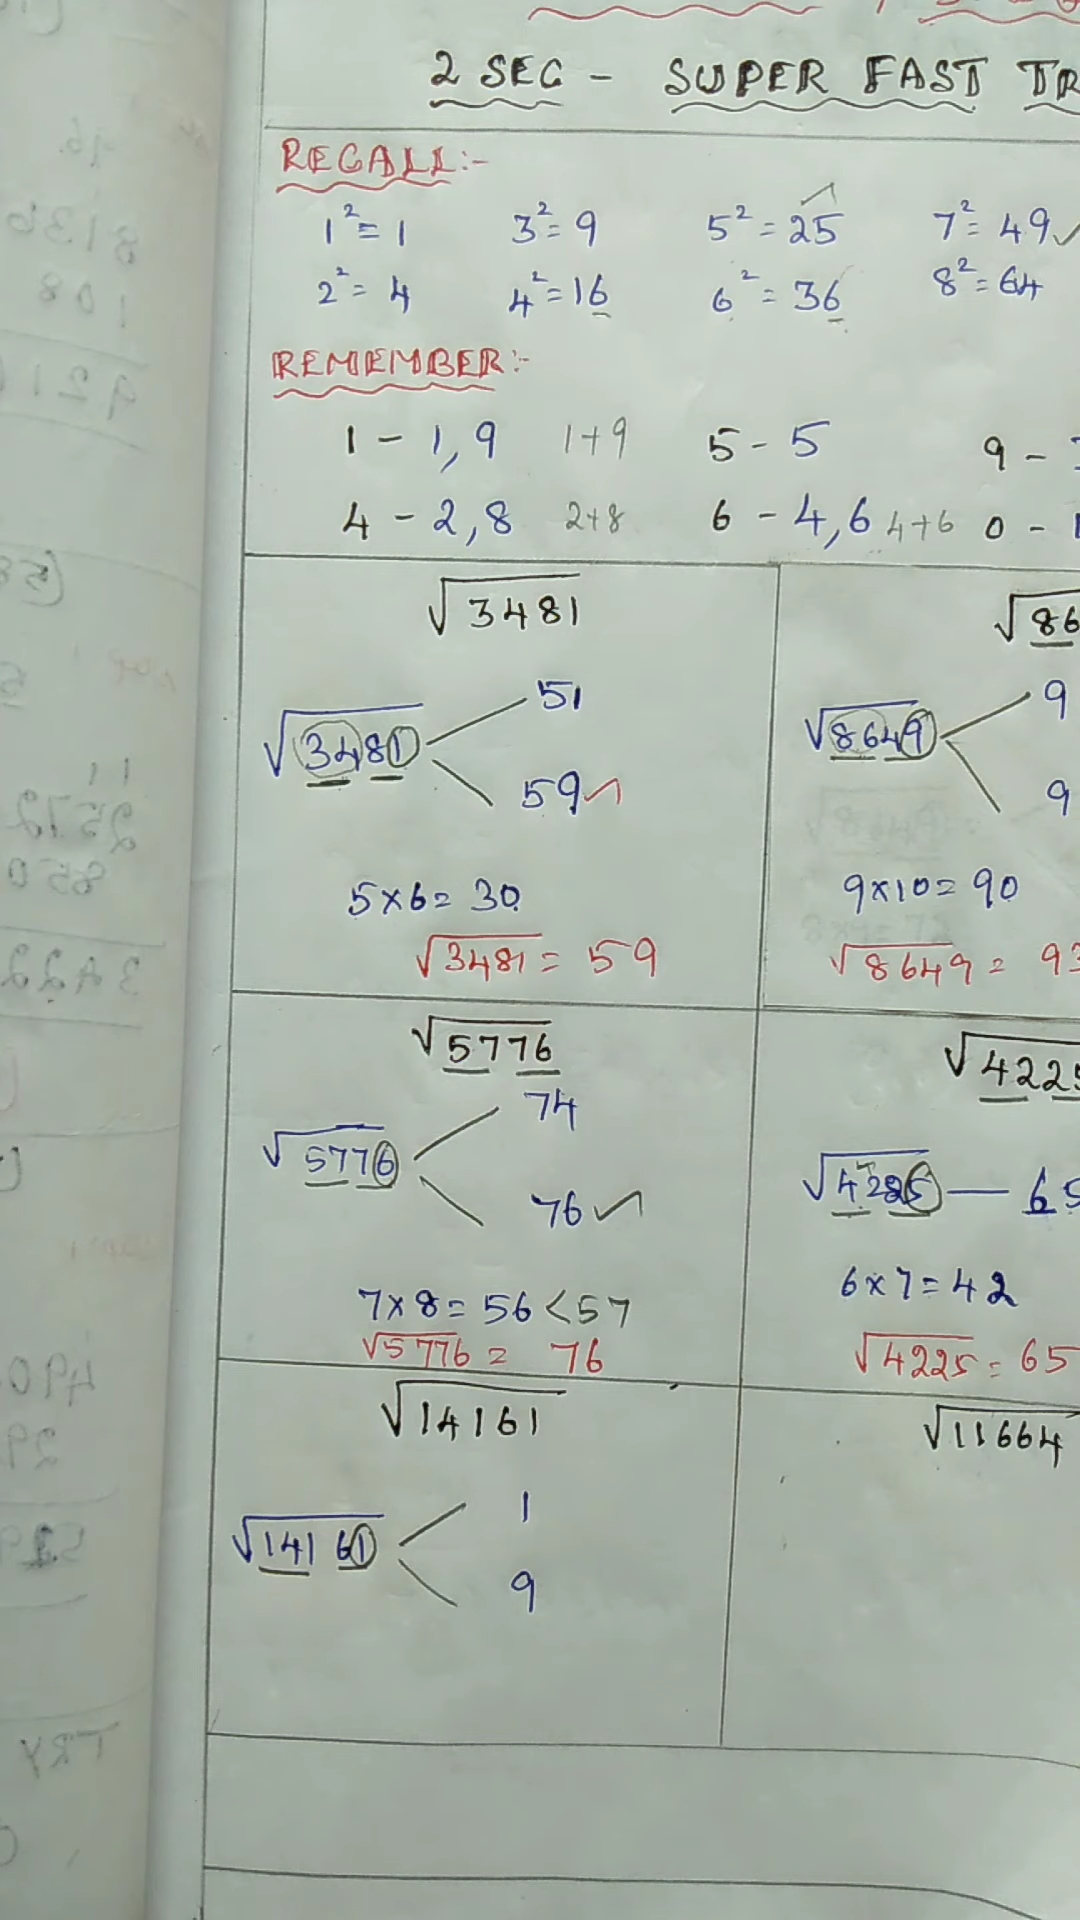 2 SEC - SUPER FAST TR
RECALL:-
1² = 1 3² = 9 5² = 25 7² = 49
2² = 4 4² = 16 6² = 36 8² = 64
REMEMBER:-
1 - 1, 9 1+9 5 - 5 9 -
4 - 2, 8 2+8 6 - 4, 6 4+6 0 -
√3481
√3481
51
59
5×6= 30
√3481 = 59
√86
√8649
9
9
9×10= 90
√8649 = 93
√5776
√5776
74
76
7×8= 56 < 57
√5776 = 76
√4225
√4225 — 65
6×7=42
√4225 = 65
√14161
√14161
1
9
√11664